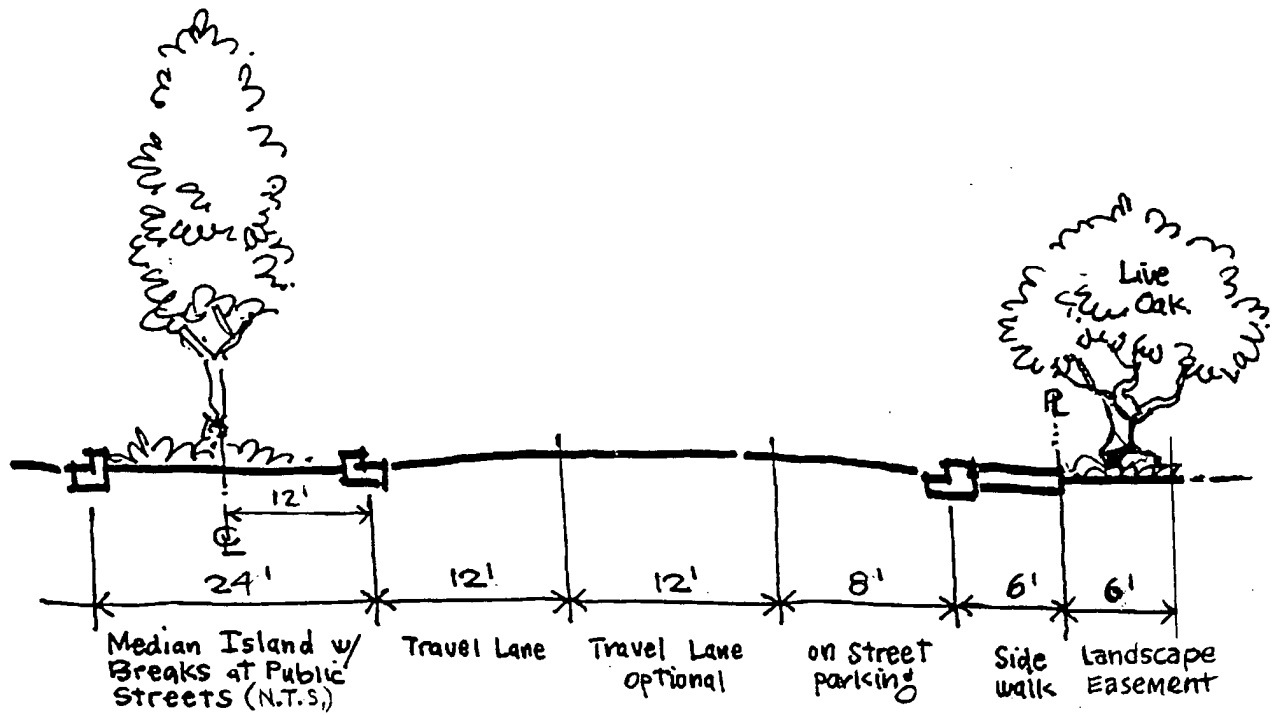 Live
Oak
PL
12'
CL
24'
12'
12'
8'
6'
6'
Median Island w/
Breaks at Public
Streets (N.T.S.)
Travel Lane
Travel Lane
optional
on Street
parking
Side
walk
Landscape
Easement